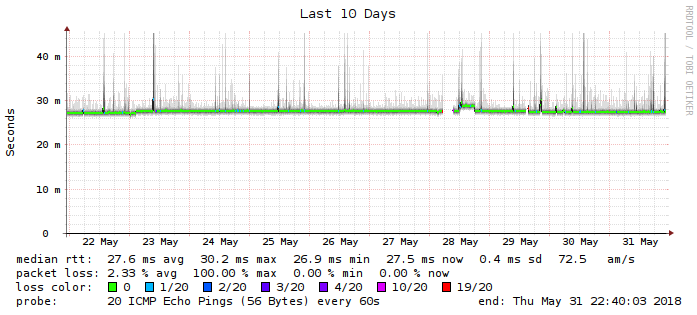 Last 10 Days
RRDTOOL / TOBI OETIKER
Seconds
40 m
30 m
20 m
10 m
0
22 May 23 May 24 May 25 May 26 May 27 May 28 May 29 May 30 May 31 May
median rtt: 27.6 ms avg 30.2 ms max 26.9 ms min 27.5 ms now 0.4 ms sd 72.5 am/s
packet loss: 2.33 % avg 100.00 % max 0.00 % min 0.00 % now
loss color: 0 1/20 2/20 3/20 4/20 10/20 19/20
probe: 20 ICMP Echo Pings (56 Bytes) every 60s end: Thu May 31 22:40:03 2018